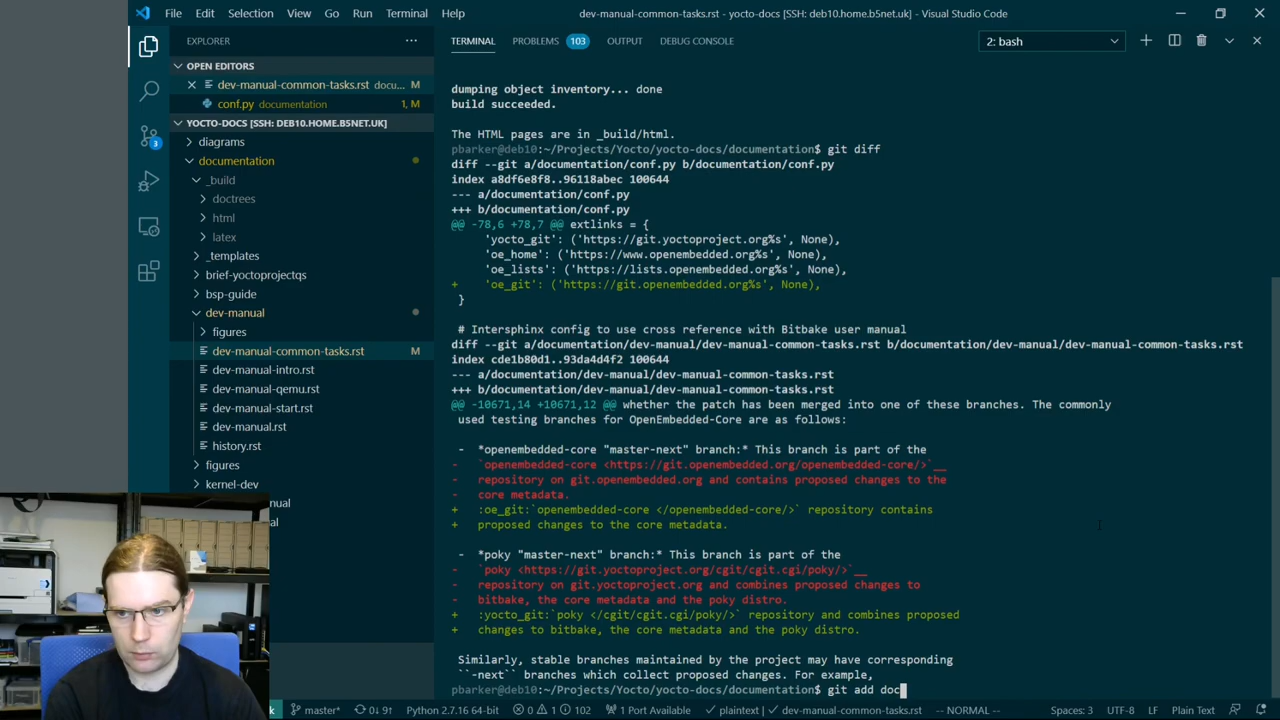 File Edit Selection View Go Run Terminal Help
dev-manual-common-tasks.rst - yocto-docs [SSH: deb10.home.b5net.uk] - Visual Studio Code
EXPLORER
OPEN EDITORS
dev-manual-common-tasks.rst docu... M
conf.py documentation 1, M
YOCTO-DOCS [SSH: DEB10.HOME.B5NET.UK]
diagrams
documentation
_build
doctrees
html
latex
_templates
brief-yoctoprojectqs
bsp-guide
dev-manual
figures
dev-manual-common-tasks.rst M
dev-manual-intro.rst
dev-manual-qemu.rst
dev-manual-start.rst
dev-manual.rst
history.rst
figures
kernel-dev
anual
al
3
TERMINAL PROBLEMS 103 OUTPUT DEBUG CONSOLE
2: bash
dumping object inventory... done
build succeeded.
The HTML pages are in _build/html.
pbarker@deb10:~/Projects/Yocto/yocto-docs/documentation$ git diff
diff --git a/documentation/conf.py b/documentation/conf.py
index a8df6e8f8..96118abec 100644
--- a/documentation/conf.py
+++ b/documentation/conf.py
@@ -78,6 +78,7 @@ extlinks = {
'yocto_git': ('https://git.yoctoproject.org%s', None),
'oe_home': ('https://www.openembedded.org%s', None),
'oe_lists': ('https://lists.openembedded.org%s', None),
+ 'oe_git': ('https://git.openembedded.org%s', None),
}
# Intersphinx config to use cross reference with Bitbake user manual
diff --git a/documentation/dev-manual/dev-manual-common-tasks.rst b/documentation/dev-manual/dev-manual-common-tasks.rst
index cde1b80d1..93da4d4f2 100644
--- a/documentation/dev-manual/dev-manual-common-tasks.rst
+++ b/documentation/dev-manual/dev-manual-common-tasks.rst
@@ -10671,14 +10671,12 @@ whether the patch has been merged into one of these branches. The commonly
used testing branches for OpenEmbedded-Core are as follows:
- *openembedded-core "master-next" branch:* This branch is part of the
- `openembedded-core <https://git.openembedded.org/openembedded-core/>`__
- repository on git.openembedded.org and contains proposed changes to the
- core metadata.
+ :oe_git:`openembedded-core </openembedded-core/>` repository contains
+ proposed changes to the core metadata.
- *poky "master-next" branch:* This branch is part of the
- `poky <https://git.yoctoproject.org/cgit/cgit.cgi/poky/>`__
- repository on git.yoctoproject.org and combines proposed changes to
- bitbake, the core metadata and the poky distro.
+ :yocto_git:`poky </cgit/cgit.cgi/poky/>` repository and combines proposed
+ changes to bitbake, the core metadata and the poky distro.
Similarly, stable branches maintained by the project may have corresponding
``-next`` branches which collect proposed changes. For example,
pbarker@deb10:~/Projects/Yocto/yocto-docs/documentation$ git add doc
k master* 0↓ 9↑ Python 2.7.16 64-bit 0 1 102 1 Port Available plaintext dev-manual-common-tasks.rst -- NORMAL -- Spaces: 3 UTF-8 LF Plain Text